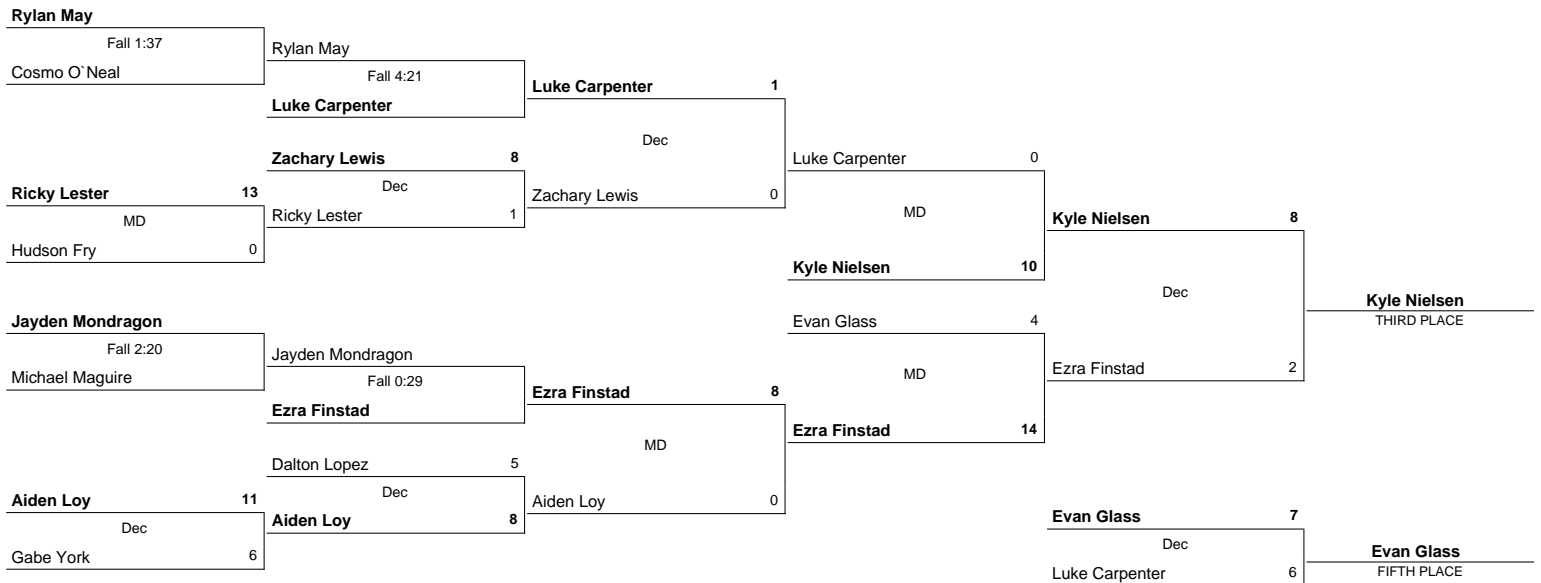 Rylan May
Fall 1:37
Cosmo O`Neal
Rylan May
Fall 4:21
Luke Carpenter
Luke Carpenter 1
Dec
Zachary Lewis 0
Zachary Lewis 8
Dec
Ricky Lester 1
Ricky Lester 13
MD
Hudson Fry 0
Luke Carpenter 0
MD
Kyle Nielsen 10
Kyle Nielsen 8
Dec
Ezra Finstad 2
Kyle Nielsen
THIRD PLACE
Jayden Mondragon
Fall 2:20
Michael Maguire
Jayden Mondragon
Fall 0:29
Ezra Finstad
Ezra Finstad 8
MD
Aiden Loy 0
Evan Glass 4
MD
Ezra Finstad 14
Dalton Lopez 5
Dec
Aiden Loy 8
Aiden Loy 11
Dec
Gabe York 6
Evan Glass 7
Dec
Luke Carpenter 6
Evan Glass
FIFTH PLACE